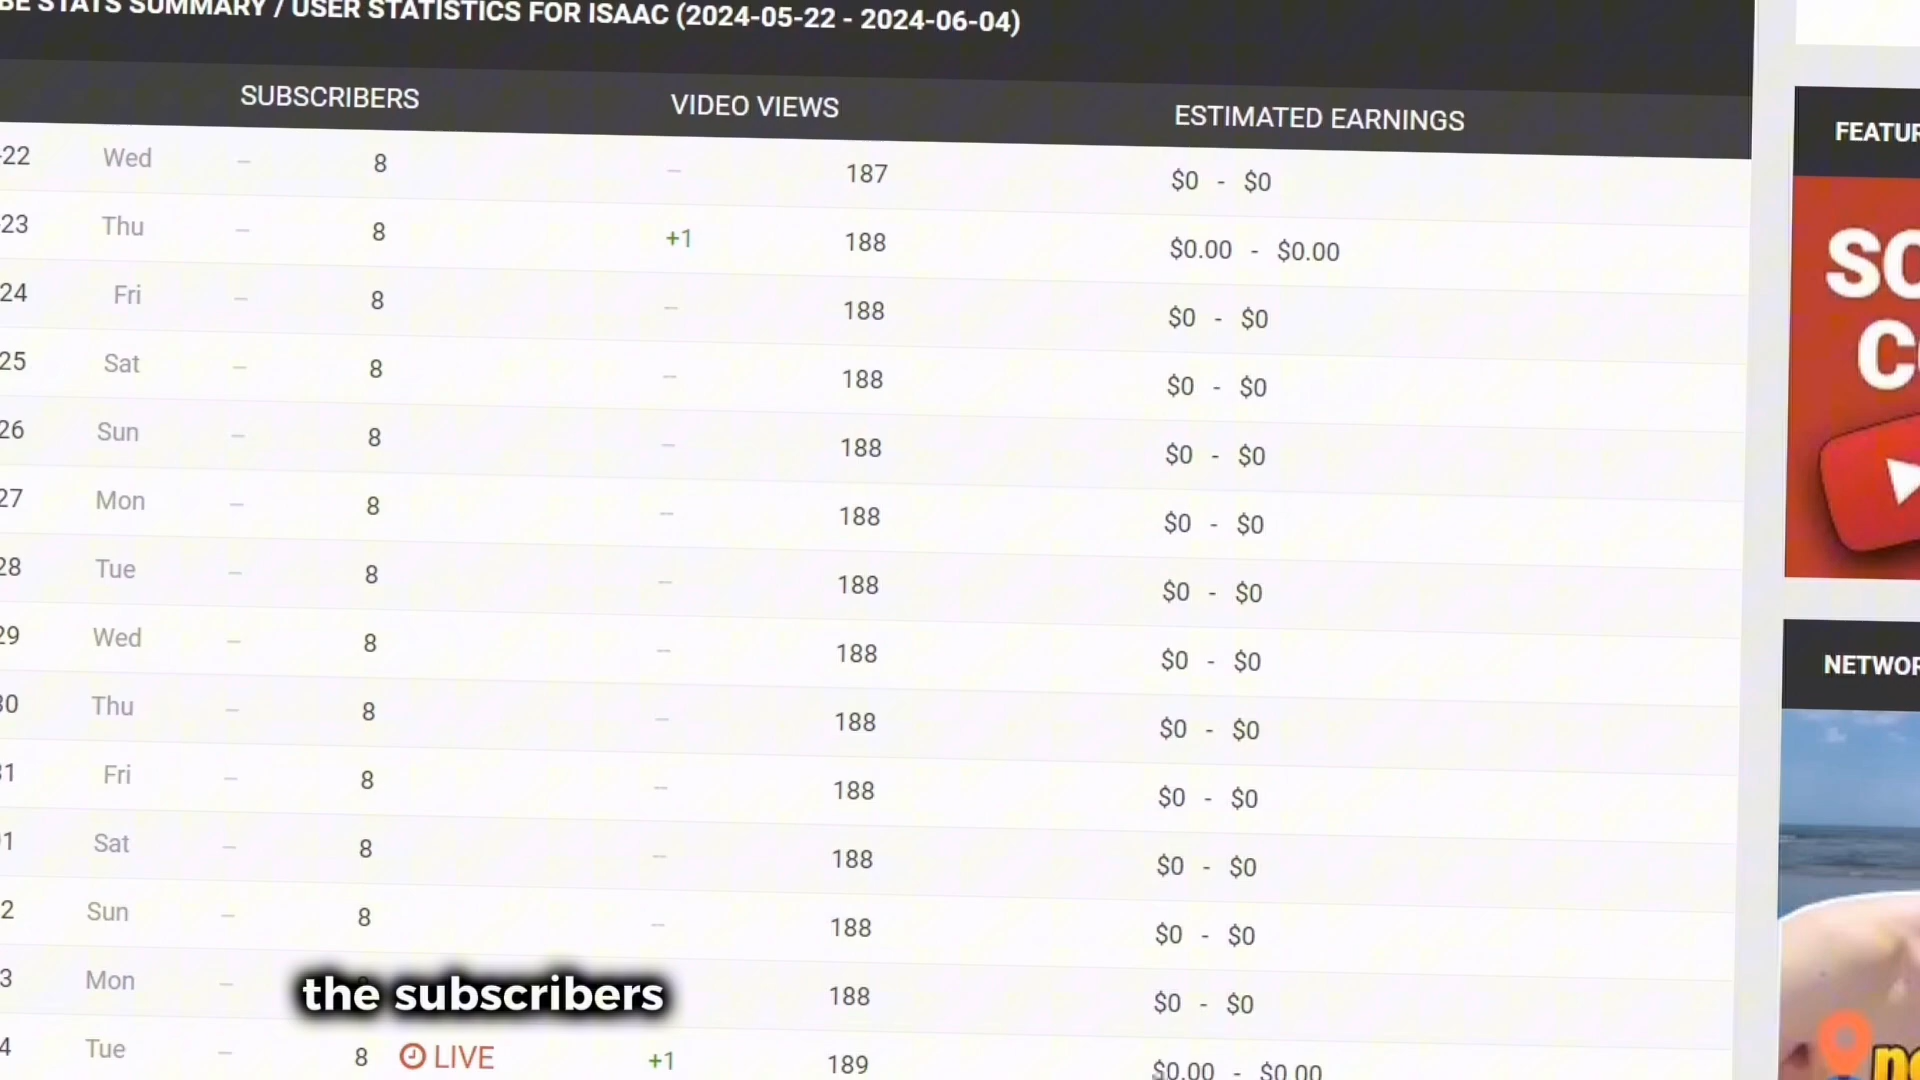 BE STATS SUMMARY / USER STATISTICS FOR ISAAC (2024-05-22 - 2024-06-04)
SUBSCRIBERS VIDEO VIEWS ESTIMATED EARNINGS
-22 Wed – 8 – 187 $0 - $0
-23 Thu – 8 +1 188 $0.00 - $0.00
24 Fri – 8 – 188 $0 - $0
25 Sat – 8 – 188 $0 - $0
26 Sun – 8 – 188 $0 - $0
27 Mon – 8 – 188 $0 - $0
28 Tue – 8 – 188 $0 - $0
29 Wed – 8 – 188 $0 - $0
30 Thu – 8 – 188 $0 - $0
31 Fri – 8 – 188 $0 - $0
1 Sat – 8 – 188 $0 - $0
2 Sun – 8 – 188 $0 - $0
3 Mon – 188 $0 - $0
4 Tue – 8 LIVE +1 189 $0.00 - $0.00
the subscribers
FEATUR
SO
CO
NETWOR